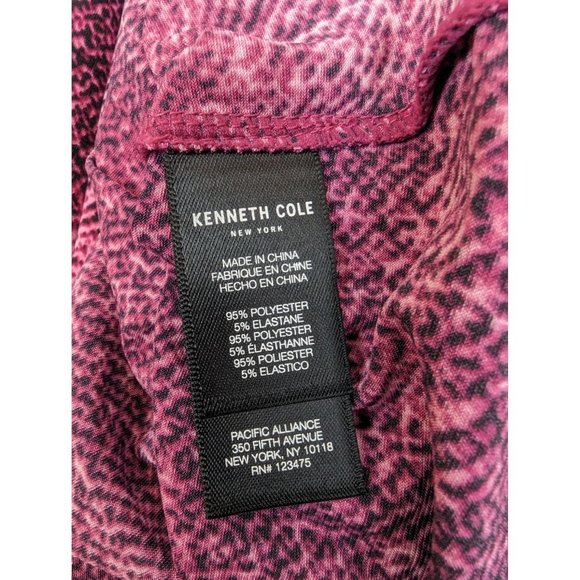 KENNETH COLE
NEW YORK
MADE IN CHINA
FABRIQUE EN CHINE
HECHO EN CHINA
95% POLYESTER
5% ELASTANE
95% POLYESTER
5% ÉLASTHANNE
95% POLIESTER
5% ELASTICO
PACIFIC ALLIANCE
350 FIFTH AVENUE
NEW YORK, NY 10118
RN# 123475